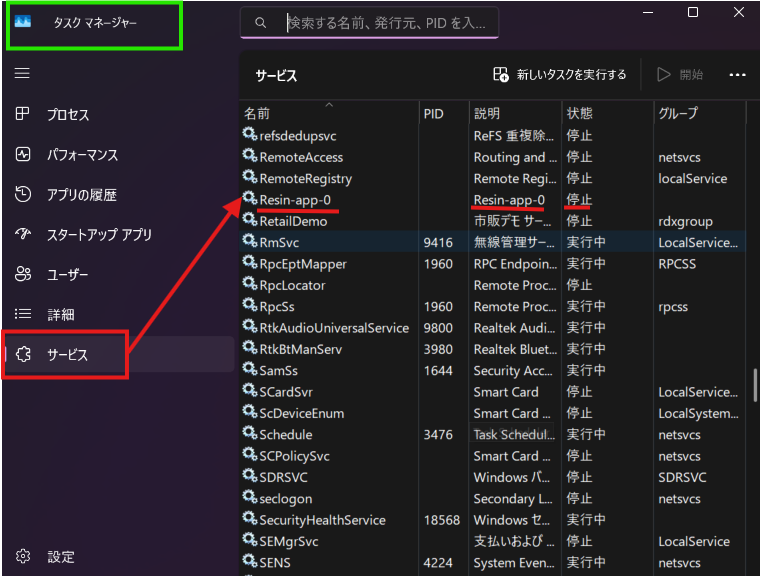 タスク マネージャー
検索する名前、発行元、PID を入...
サービス
新しいタスクを実行する
開始
...
プロセス
パフォーマンス
アプリの履歴
スタートアップ アプリ
ユーザー
詳細
サービス
設定
名前 PID 説明 状態 グループ
refsdedupsvc ReFS 重複除... 停止
RemoteAccess Routing and ... 停止 netsvcs
RemoteRegistry Remote Regi... 停止 localService
Resin-app-0 Resin-app-0 停止
RetailDemo 市販デモ サー... 停止 rdxgroup
RmSvc 9416 無線管理サー... 実行中 LocalService...
RpcEptMapper 1960 RPC Endpoin... 実行中 RPCSS
RpcLocator Remote Proc... 停止
RpcSs 1960 Remote Proc... 実行中 rpcss
RtkAudioUniversalService 9800 Realtek Audi... 実行中
RtkBtManServ 3980 Realtek Bluet... 実行中
SamSs 1644 Security Acc... 実行中
SCardSvr Smart Card 停止 LocalService...
ScDeviceEnum Smart Card ... 停止 LocalSystem...
Schedule 3476 Task Schedul... 実行中 netsvcs
SCPolicySvc Smart Card ... 停止 netsvcs
SDRSVC Windows バ... 停止 SDRSVC
seclogon Secondary L... 停止 netsvcs
SecurityHealthService 18568 Windows セ... 実行中
SEMgrSvc 支払いおよび ... 停止 LocalService
SENS 4224 System Even... 実行中 netsvcs